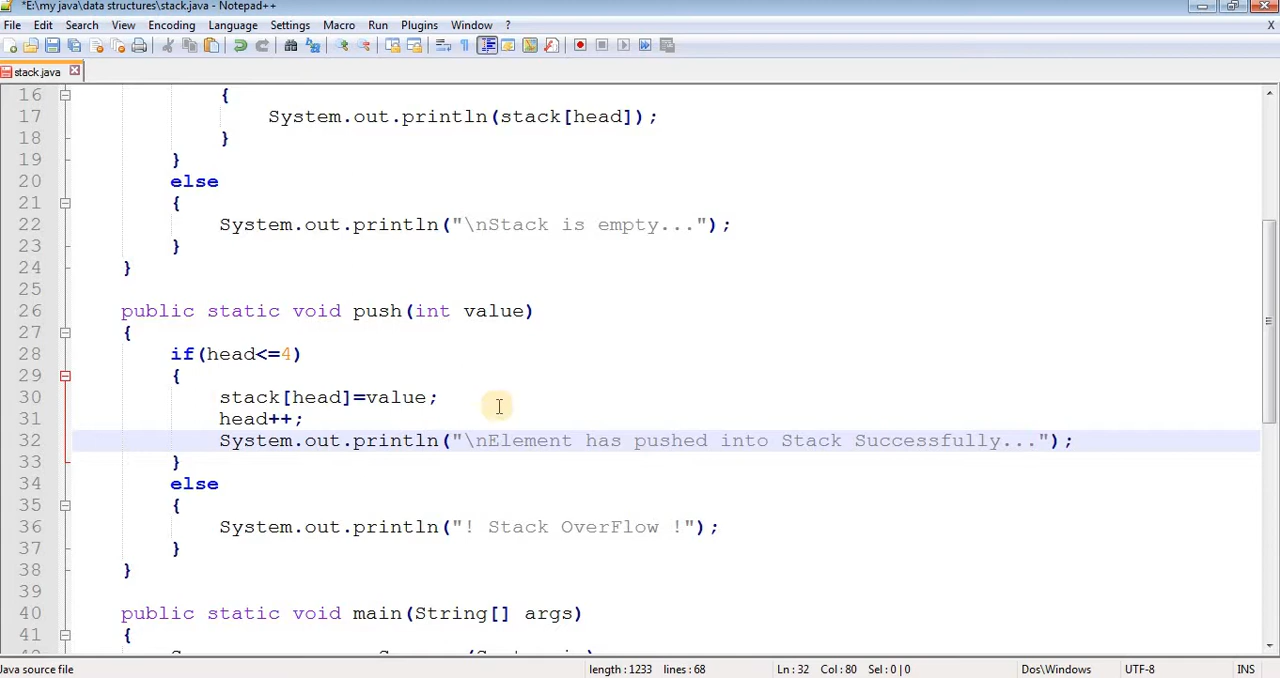 *E:\my java\data structures\stack.java - Notepad++
File Edit Search View Encoding Language Settings Macro Run Plugins Window ?
X
stack.java
16 {
17 System.out.println(stack[head]);
18 }
19 }
20 else
21 {
22 System.out.println("\nStack is empty...");
23 }
24 }
25
26 public static void push(int value)
27 {
28 if(head<=4)
29 {
30 stack[head]=value;
31 head++;
32 System.out.println("\nElement has pushed into Stack Successfully...");
33 }
34 else
35 {
36 System.out.println("! Stack OverFlow !");
37 }
38 }
39
40 public static void main(String[] args)
41 {
Java source file length : 1233 lines : 68 Ln : 32 Col : 80 Sel : 0 | 0 Dos\Windows UTF-8 INS